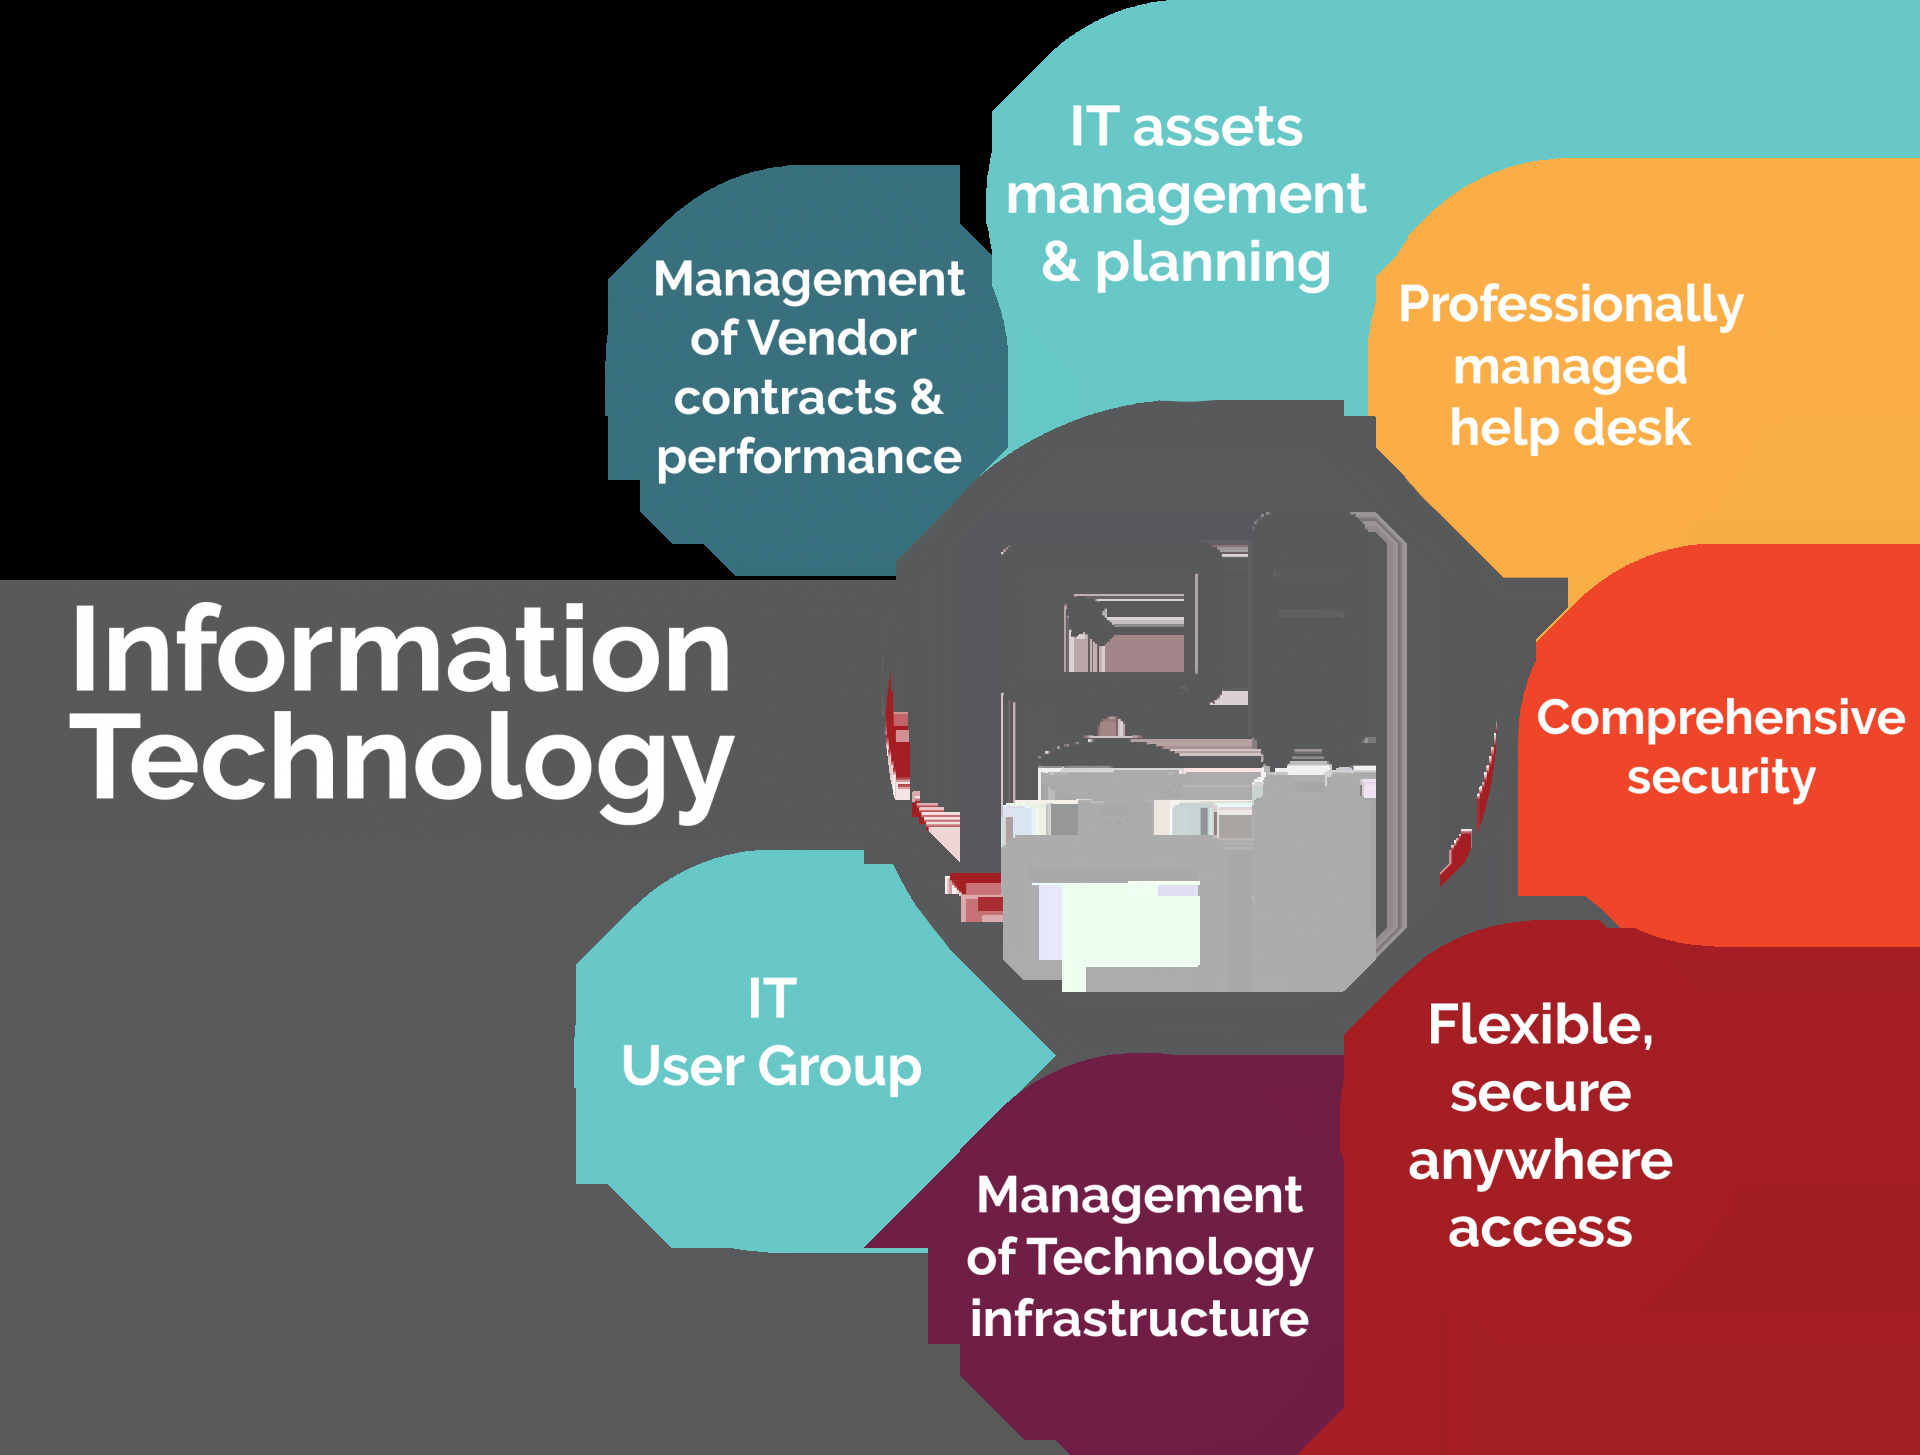 IT assets
management
& planning
Management
of Vendor
contracts &
performance
Professionally
managed
help desk
Information
Technology
Comprehensive
security
IT
User Group
Flexible,
secure
anywhere
access
Management
of Technology
infrastructure